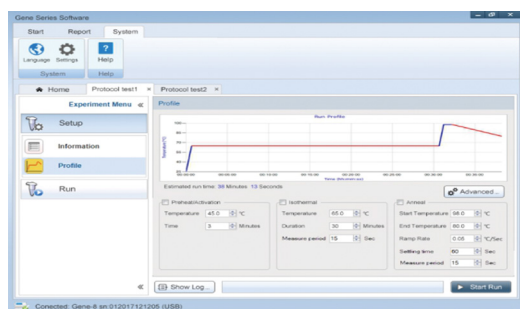 Gene Series Software
Start Report System
Language Settings Help
System Help
Home Protocol test1 × Protocol test2 ×
Experiment Menu «
Profile
Setup
Information
Profile
Run
Run Profile
Estimated run time: 38 Minutes 13 Seconds
Advanced...
Preheat/Activation
Temperature 45.0 °C
Time 3 Minutes
Isothermal
Temperature 65.0 °C
Duration 30 Minutes
Measure period 15 Sec
Anneal
Start Temperature 98.0 °C
End Temperature 80.0 °C
Ramp Rate 0.05 °C/Sec
Settling time 60 Sec
Measure period 15 Sec
«
Show Log...
Start Run
Conected: Gene-8 sn:012017121205 (USB)